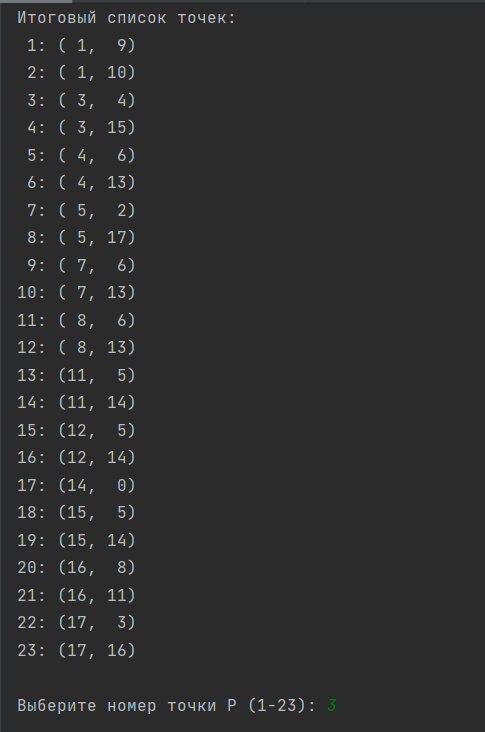 Итоговый список точек:
 1: ( 1,  9)
 2: ( 1, 10)
 3: ( 3,  4)
 4: ( 3, 15)
 5: ( 4,  6)
 6: ( 4, 13)
 7: ( 5,  2)
 8: ( 5, 17)
 9: ( 7,  6)
10: ( 7, 13)
11: ( 8,  6)
12: ( 8, 13)
13: (11,  5)
14: (11, 14)
15: (12,  5)
16: (12, 14)
17: (14,  0)
18: (15,  5)
19: (15, 14)
20: (16,  8)
21: (16, 11)
22: (17,  3)
23: (17, 16)
Выберите номер точки P (1-23): 3